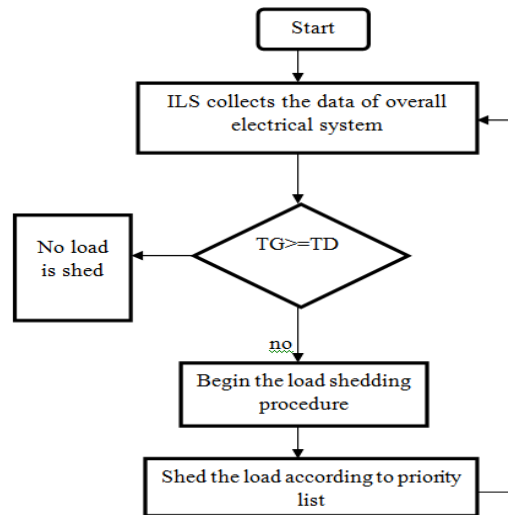 Start
ILS collects the data of overall
electrical system
TG>=TD
No load
is shed
no
Begin the load shedding
procedure
Shed the load according to priority
list